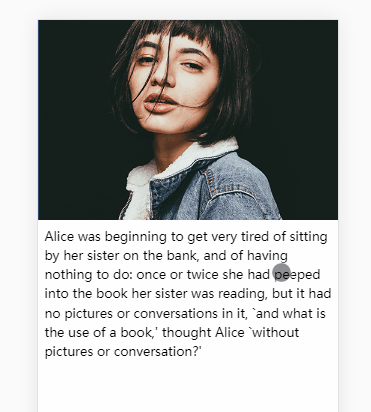 Alice was beginning to get very tired of sitting
by her sister on the bank, and of having
nothing to do: once or twice she had peeped
into the book her sister was reading, but it had
no pictures or conversations in it, `and what is
the use of a book,' thought Alice `without
pictures or conversation?'